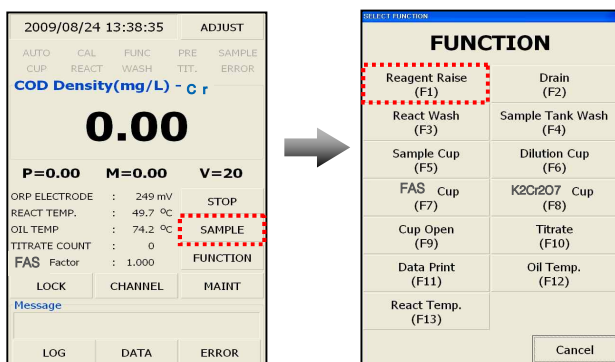 2009/08/24 13:38:35 ADJUST
AUTO CAL FUNC PRE SAMPLE
CUP REACT WASH TIT. ERROR
COD Density(mg/L) - Cr
0.00
P=0.00 M=0.00 V=20
ORP ELECTRODE : 249 mV
REACT TEMP. : 49.7 ºC
OIL TEMP : 74.2 ºC
TITRATE COUNT : 0
FAS Factor : 1.000
STOP
SAMPLE
FUNCTION
LOCK CHANNEL MAINT
Message
LOG DATA ERROR
SELECT FUNCTION
FUNCTION
Reagent Raise
(F1)
Drain
(F2)
React Wash
(F3)
Sample Tank Wash
(F4)
Sample Cup
(F5)
Dilution Cup
(F6)
FAS Cup
(F7)
K2Cr2O7 Cup
(F8)
Cup Open
(F9)
Titrate
(F10)
Data Print
(F11)
Oil Temp.
(F12)
React Temp.
(F13)
Cancel